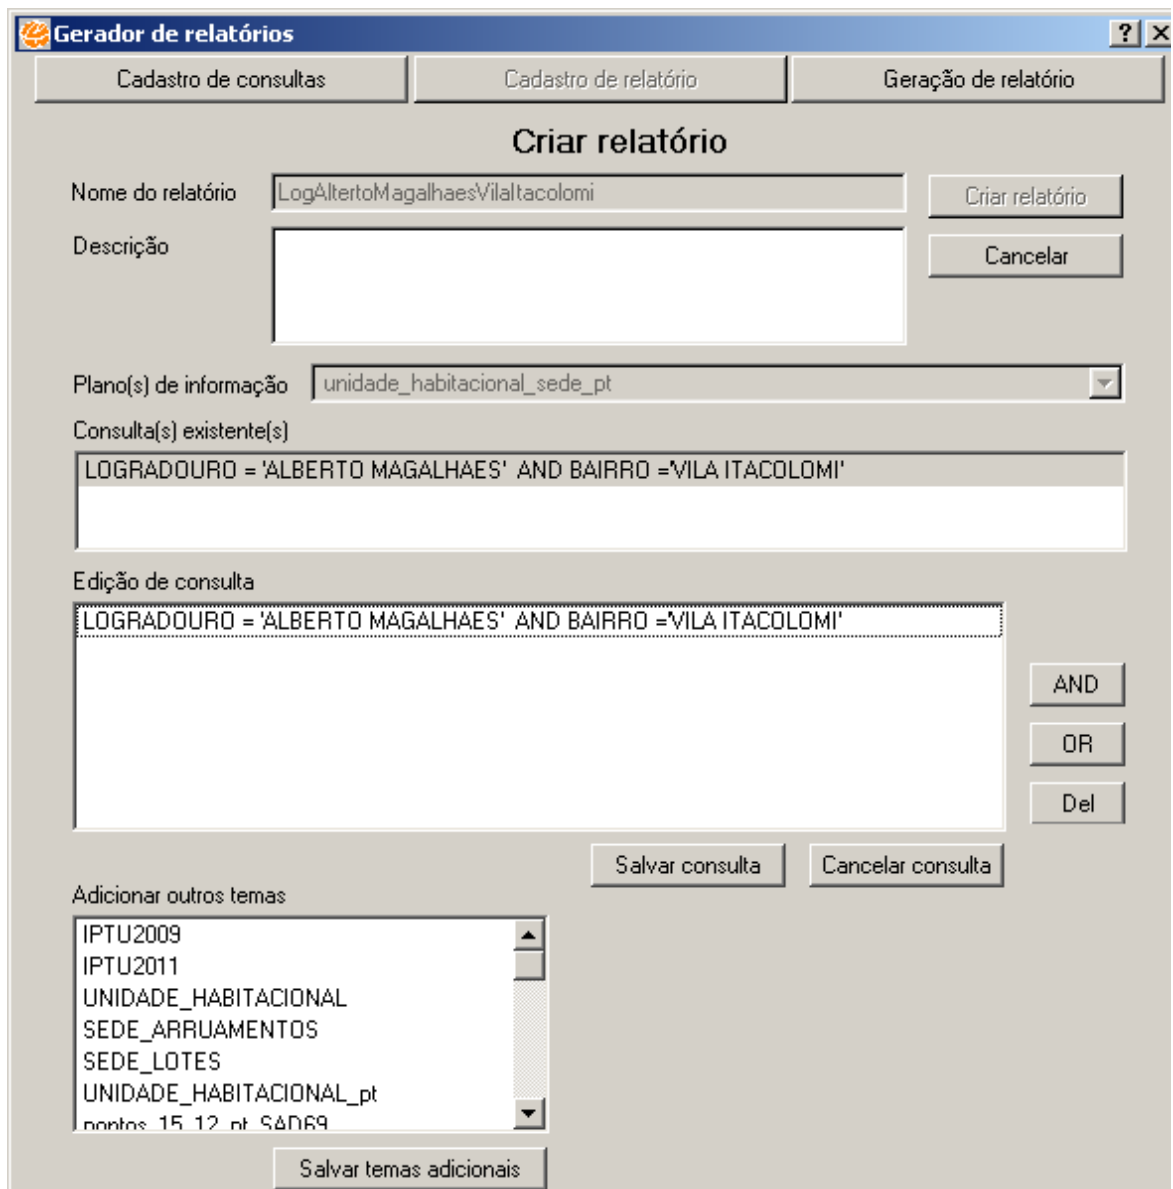 Gerador de relatórios
Cadastro de consultas
Cadastro de relatório
Geração de relatório
Criar relatório
Nome do relatório
LogAltertoMagalhaesVilaItacolomi
Criar relatório
Descrição
Cancelar
Plano(s) de informação
unidade_habitacional_sede_pt
Consulta(s) existente(s)
LOGRADOURO = 'ALBERTO MAGALHAES' AND BAIRRO ='VILA ITACOLOMI'
Edição de consulta
LOGRADOURO = 'ALBERTO MAGALHAES' AND BAIRRO ='VILA ITACOLOMI'
AND
OR
Del
Salvar consulta
Cancelar consulta
Adicionar outros temas
IPTU2009
IPTU2011
UNIDADE_HABITACIONAL
SEDE_ARRUAMENTOS
SEDE_LOTES
UNIDADE_HABITACIONAL_pt
pontos_15_12_pt_SAD69
Salvar temas adicionais